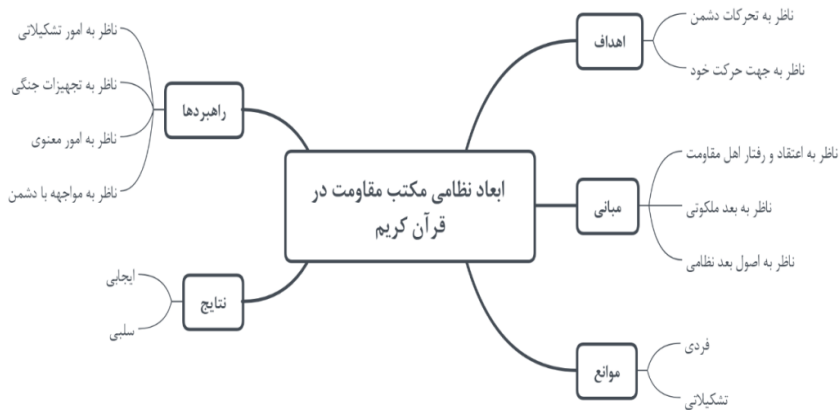 ابعاد نظامی مکتب مقاومت در
قرآن کریم
اهداف
ناظر به تحرکات دشمن
ناظر به جهت حرکت خود
مبانی
ناظر به اعتقاد و رفتار اهل مقاومت
ناظر به بعد ملکوتی
ناظر به اصول بعد نظامی
موانع
فردی
تشکیلاتی
راهبردها
ناظر به امور تشکیلاتی
ناظر به تجهیزات جنگی
ناظر به امور معنوی
ناظر به مواجهه با دشمن
نتایج
ایجابی
سلبی